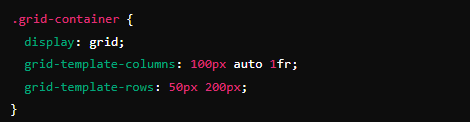 .grid-container {
display: grid;
grid-template-columns: 100px auto 1fr;
grid-template-rows: 50px 200px;
}